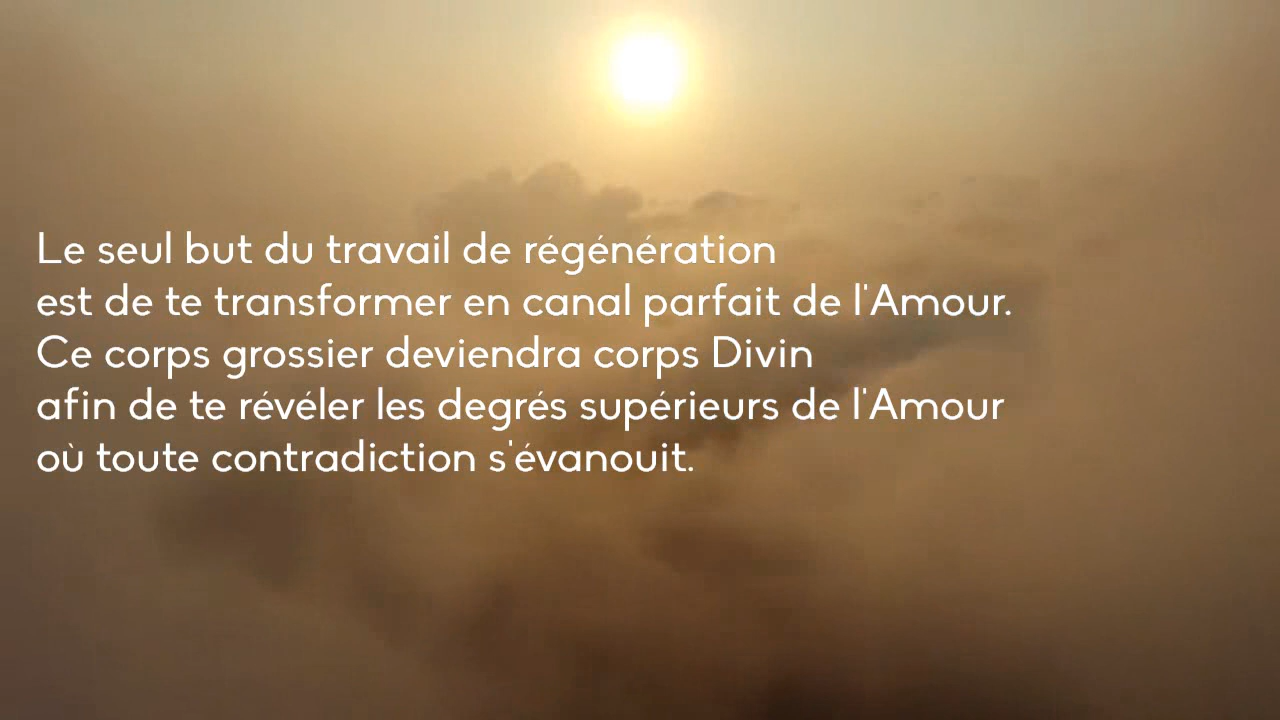 Le seul but du travail de régénération
est de te transformer en canal parfait de l'Amour.
Ce corps grossier deviendra corps Divin
afin de te révéler les degrés supérieurs de l'Amour
où toute contradiction s'évanouit.